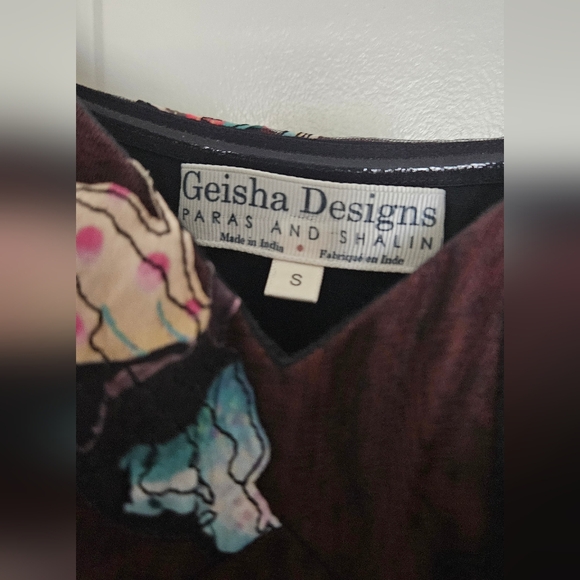 Geisha Designs
PARAS AND SHALIN
Made in India • Fabriqué en Inde
S